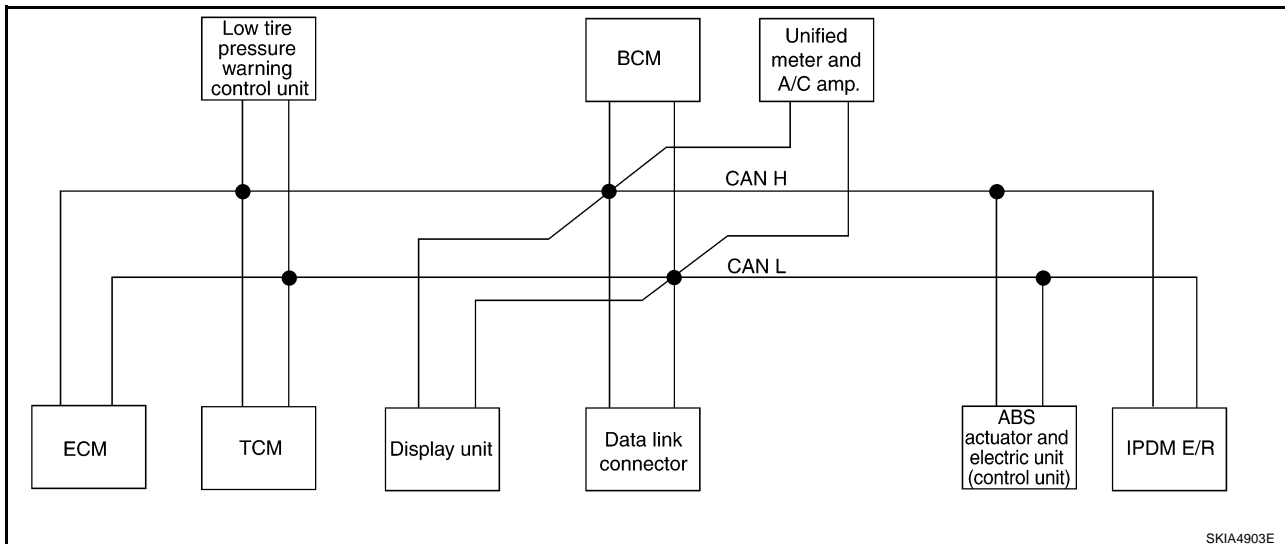 Low tire
pressure
warning
control unit
BCM
Unified
meter and
A/C amp.
CAN H
CAN L
ECM
TCM
Display unit
Data link
connector
ABS
actuator and
electric unit
(control unit)
IPDM E/R
SKIA4903E